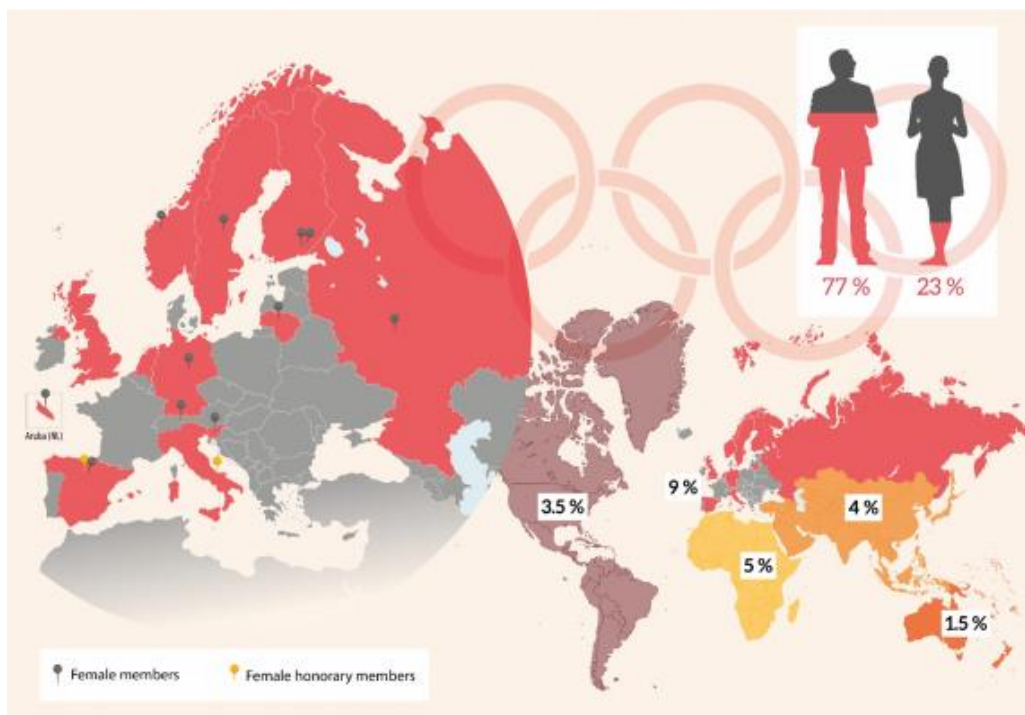 77 % 23 %
Aruba (NL)
3.5 %
9 %
4 %
5 %
1.5 %
Female members Female honorary members